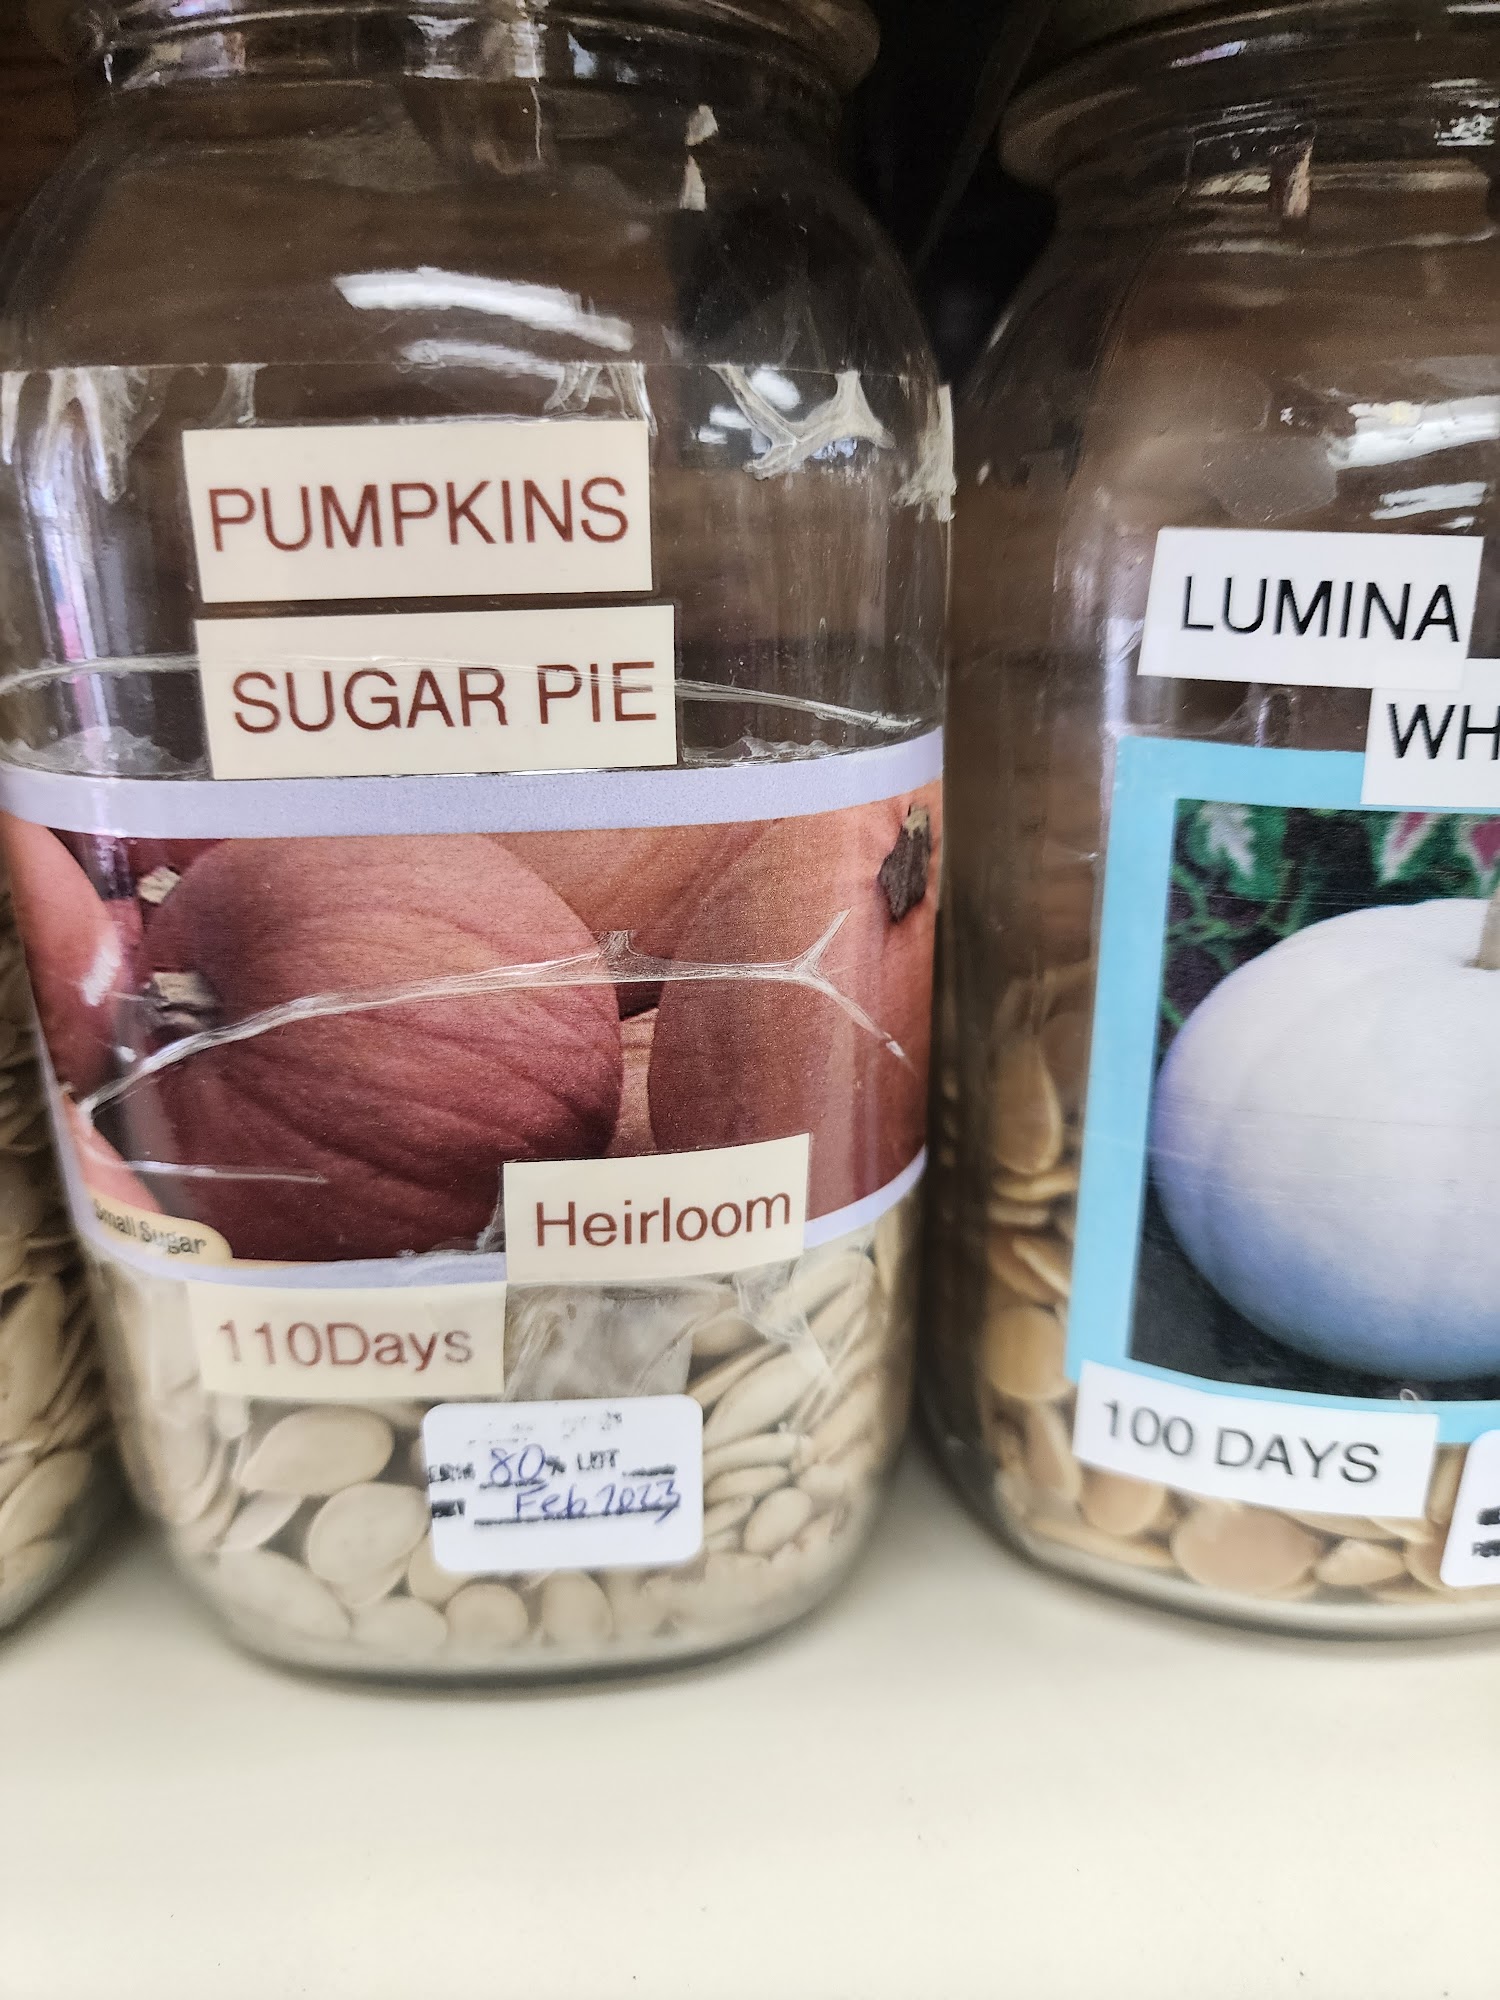 PUMPKINS
SUGAR PIE
Small Sugar
Heirloom
110Days
80% LOT
Feb 2023
LUMINA
WH
100 DAYS